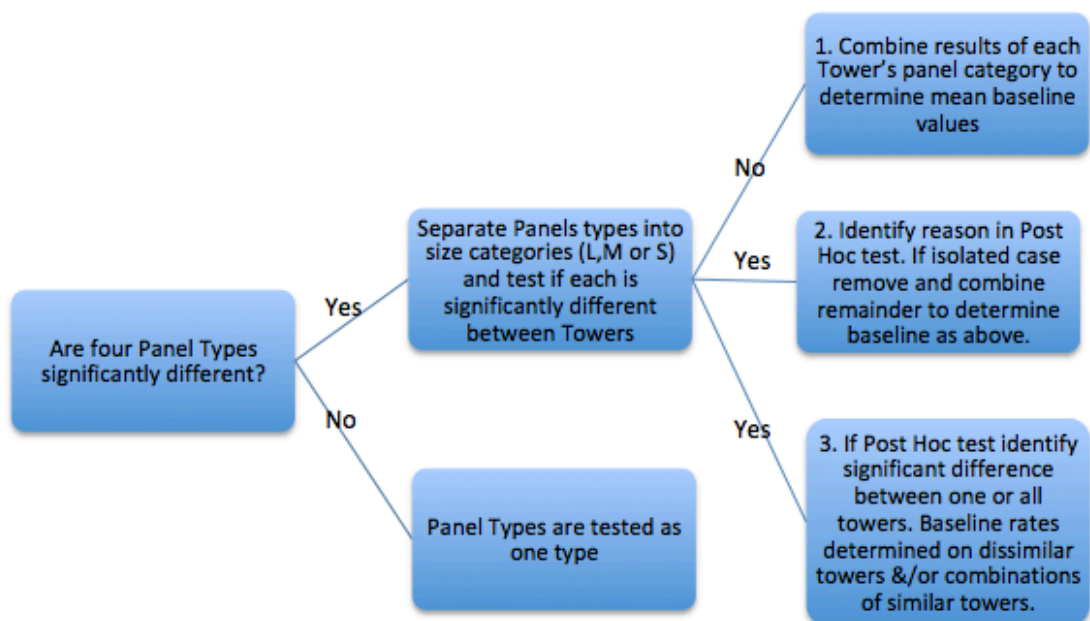 Are four Panel Types
significantly different?
Yes
No
Separate Panels types into
size categories (L,M or S)
and test if each is
significantly different
between Towers
Panel Types are tested as
one type
No
Yes
Yes
1. Combine results of each
Tower's panel category to
determine mean baseline
values
2. Identify reason in Post
Hoc test. If isolated case
remove and combine
remainder to determine
baseline as above.
3. If Post Hoc test identify
significant difference
between one or all
towers. Baseline rates
determined on dissimilar
towers &/or combinations
of similar towers.